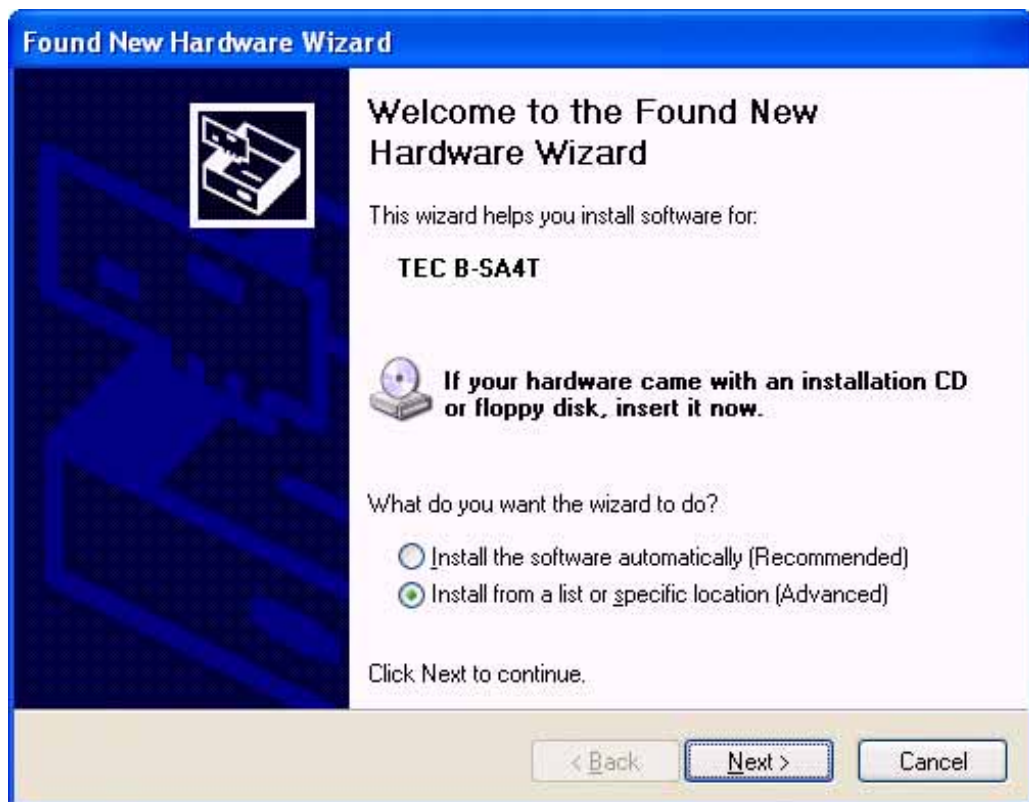 Found New Hardware Wizard
Welcome to the Found New
Hardware Wizard
This wizard helps you install software for:
TEC B-SA4T
If your hardware came with an installation CD
or floppy disk, insert it now.
What do you want the wizard to do?
Install the software automatically (Recommended)
Install from a list or specific location (Advanced)
Click Next to continue.
< Back
Next >
Cancel